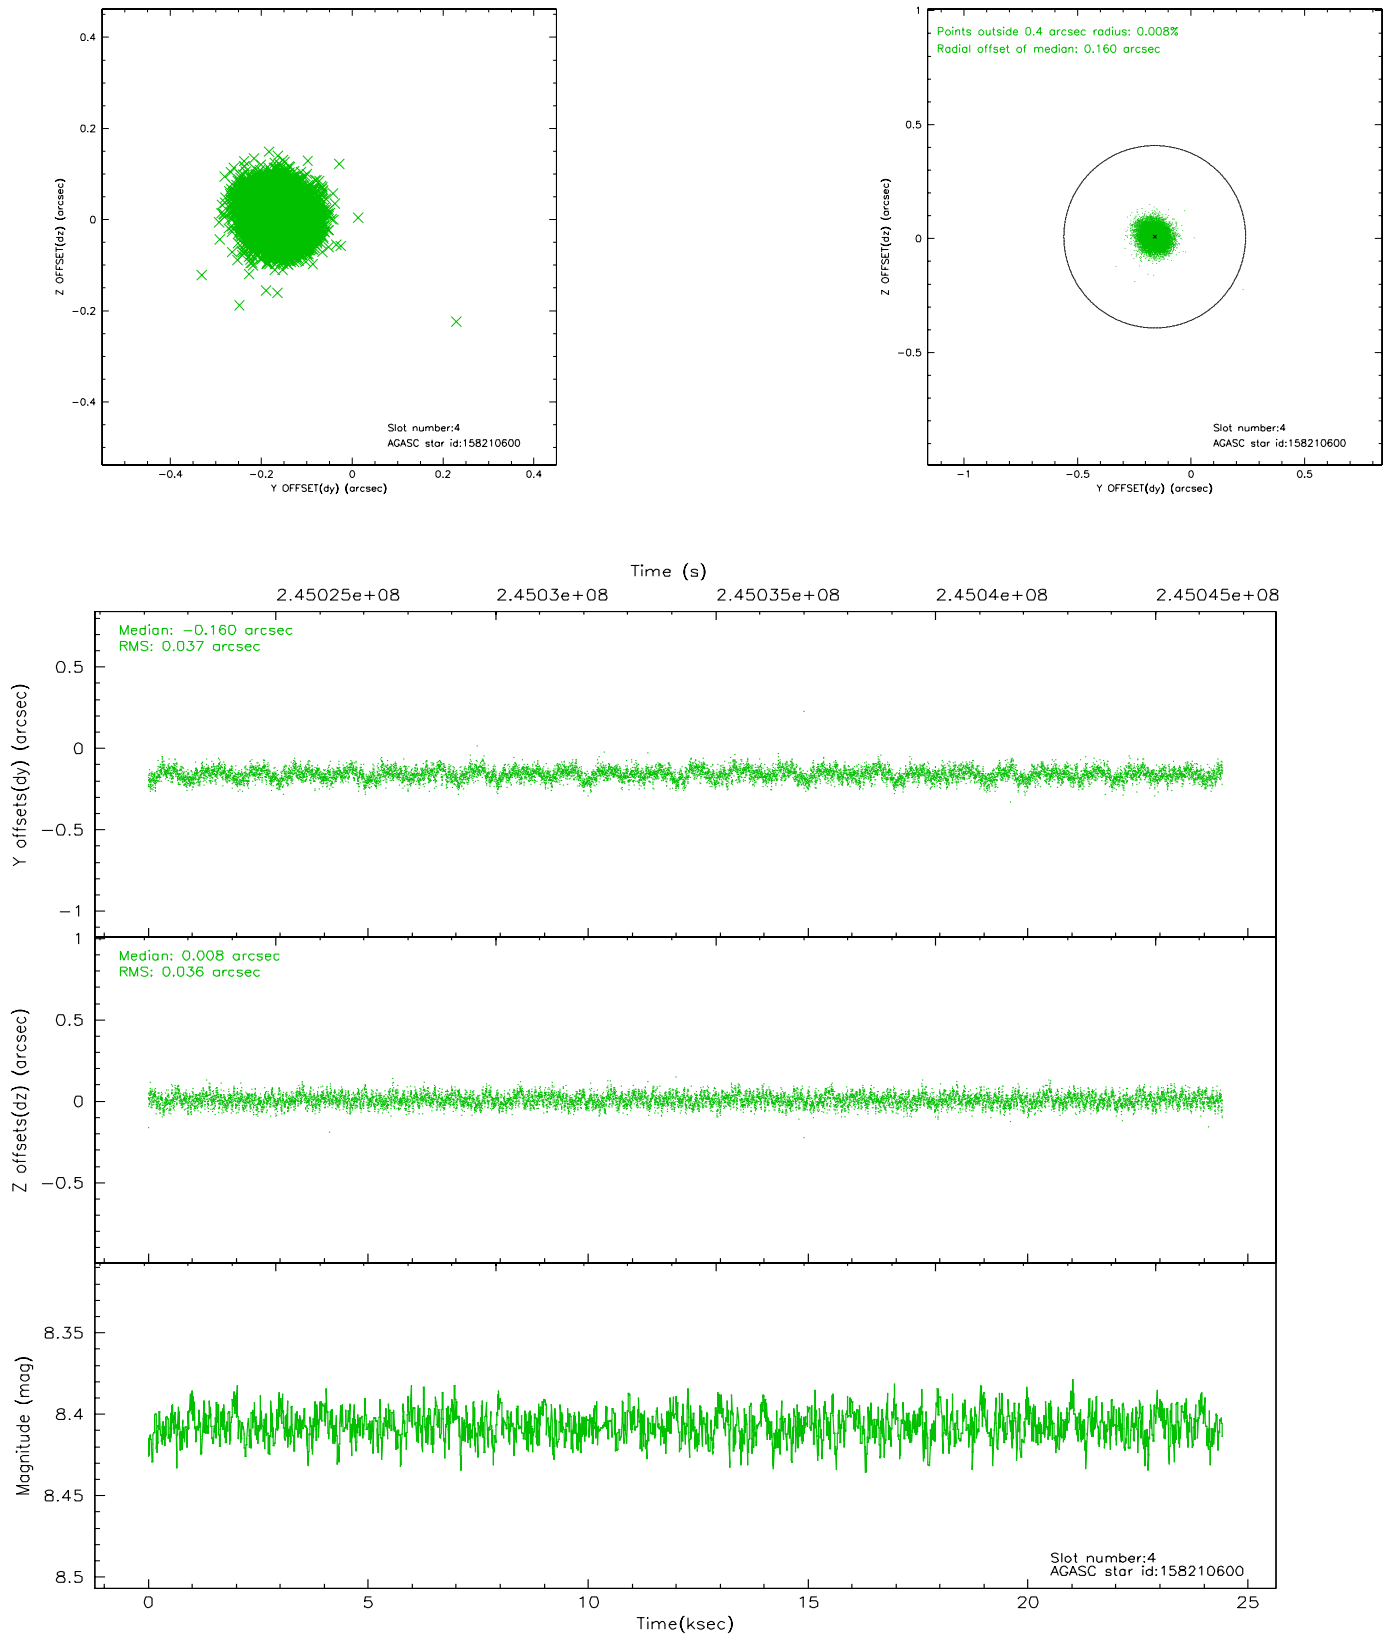 0.4
0.2
0
−0.2
−0.4
Z OFFSET(dz) (arcsec)
Slot number:4
AGASC star id:158210600
−0.4 −0.2 0 0.2 0.4
Y OFFSET(dy) (arcsec)
Points outside 0.4 arcsec radius: 0.008%
Radial offset of median: 0.160 arcsec
1
0.5
0
−0.5
Z OFFSET(dz) (arcsec)
Slot number:4
AGASC star id:158210600
−1 −0.5 0 0.5
Y OFFSET(dy) (arcsec)
Time (s)
2.45025e+08 2.4503e+08 2.45035e+08 2.4504e+08 2.45045e+08
Median: −0.160 arcsec
RMS: 0.037 arcsec
0.5
0
−0.5
−1
Y offsets(dy) (arcsec)
Median: 0.008 arcsec
RMS: 0.036 arcsec
1
0.5
0
−0.5
Z offsets(dz) (arcsec)
8.35
8.4
8.45
8.5
Magnitude (mag)
Slot number:4
AGASC star id:158210600
0 5 10 15 20 25
Time(ksec)